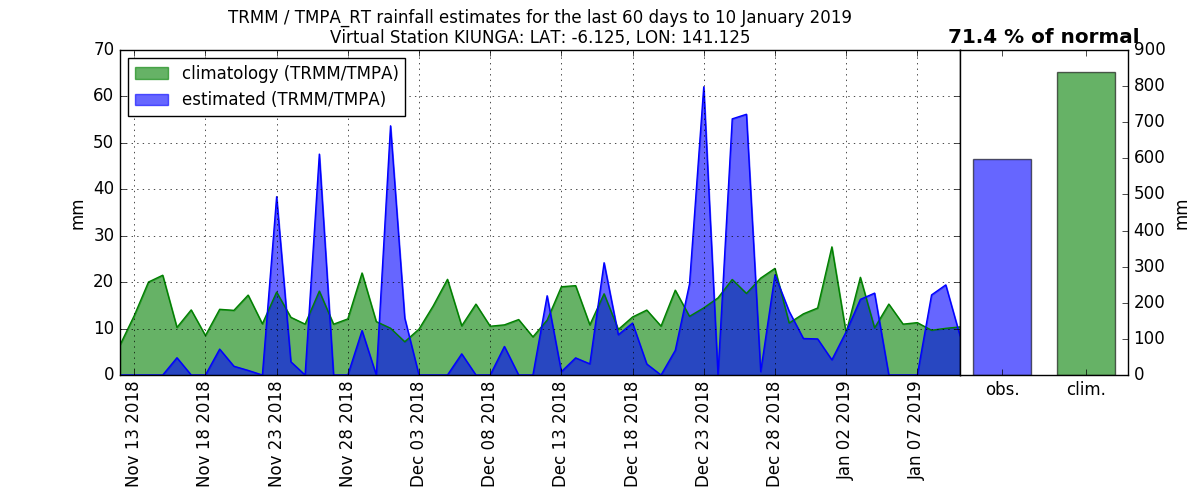 TRMM / TMPA_RT rainfall estimates for the last 60 days to 10 January 2019
Virtual Station KIUNGA: LAT: -6.125, LON: 141.125
71.4 % of normal
climatology (TRMM/TMPA)
estimated (TRMM/TMPA)
70
60
50
40
30
20
10
0
mm
Nov 13 2018
Nov 18 2018
Nov 23 2018
Nov 28 2018
Dec 03 2018
Dec 08 2018
Dec 13 2018
Dec 18 2018
Dec 23 2018
Dec 28 2018
Jan 02 2019
Jan 07 2019
900
800
700
600
500
400
300
200
100
0
mm
obs.
clim.